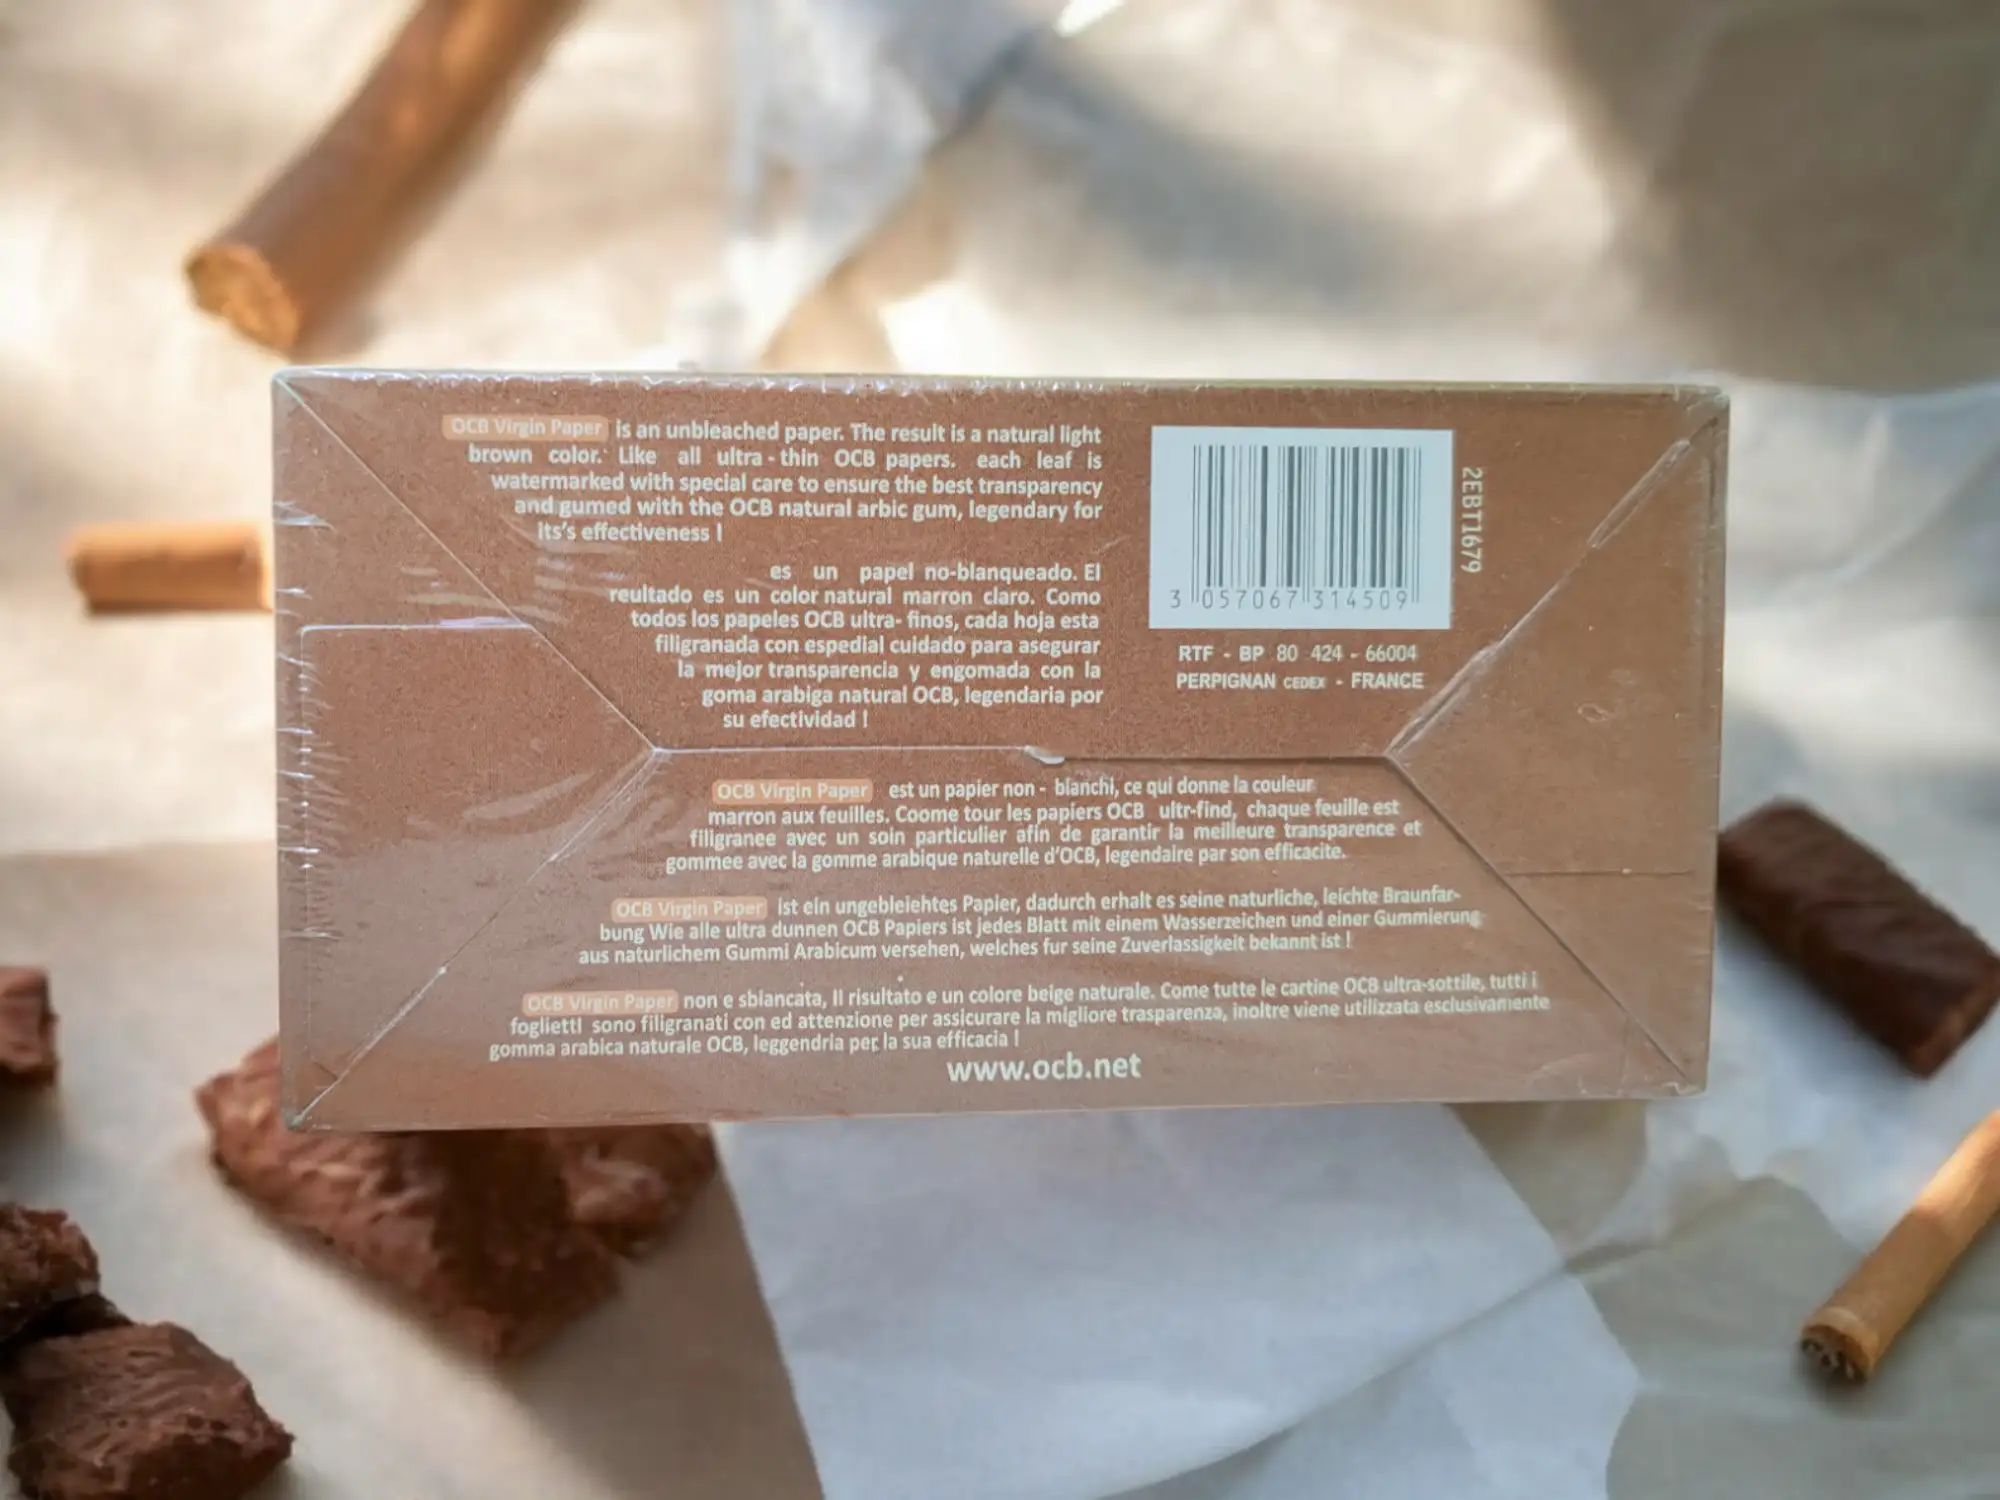 OCB Virgin Paper is an unbleached paper. The result is a natural light
brown color. Like all ultra - thin OCB papers. each leaf is
watermarked with special care to ensure the best transparency
and gumed with the OCB natural arbic gum, legendary for
its's effectiveness !
es un papel no-blanqueado. El
reultado es un color natural marron claro. Como
todos los papeles OCB ultra- finos, cada hoja esta
filigranada con espedial cuidado para asegurar
la mejor transparencia y engomada con la
goma arabiga natural OCB, legendaria por
su efectividad !
3 057067 314509
2EBT1679
RTF - BP 80 424 - 66004
PERPIGNAN CEDEX - FRANCE
OCB Virgin Paper est un papier non - blanchi, ce qui donne la couleur
marron aux feuilles. Coome tour les papiers OCB ultr-find, chaque feuille est
filigranee avec un soin particulier afin de garantir la meilleure transparence et
gommee avec la gomme arabique naturelle d'OCB, legendaire par son efficacite.
OCB Virgin Paper ist ein ungebleiehtes Papier, dadurch erhalt es seine naturliche, leichte Braunfar-
bung Wie alle ultra dunnen OCB Papiers ist jedes Blatt mit einem Wasserzeichen und einer Gummierung
aus naturlichem Gummi Arabicum versehen, welches fur seine Zuverlassigkeit bekannt ist !
OCB Virgin Paper non e sbiancata, Il risultato e un colore beige naturale. Come tutte le cartine OCB ultra-sottile, tutti i
foglietti sono filigranati con ed attenzione per assicurare la migliore trasparenza, inoltre viene utilizzata esclusivamente
gomma arabica naturale OCB, leggendria per la sua efficacia !
www.ocb.net